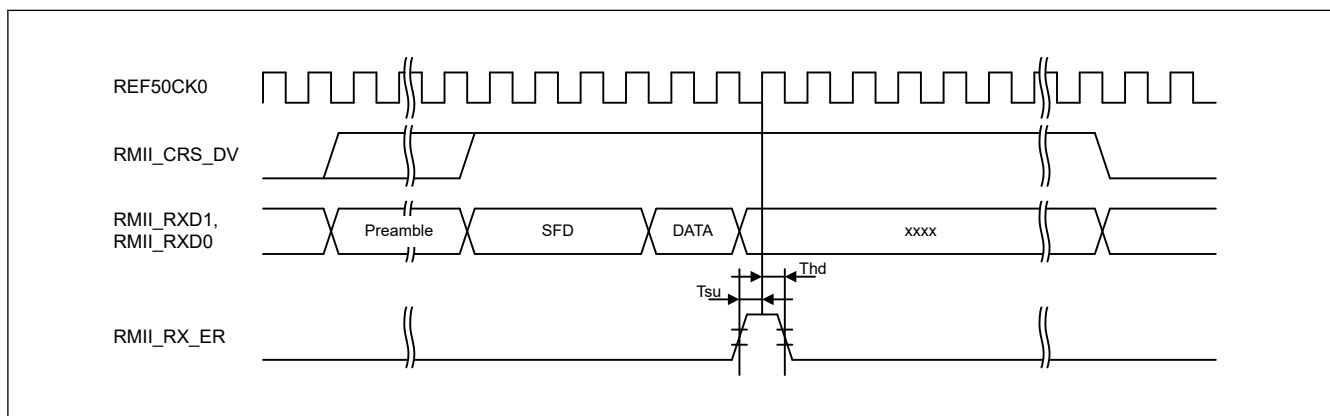 REF50CK0
RMII_CRS_DV
RMII_RXD1,
RMII_RXD0
Preamble
SFD
DATA
xxxx
Thd
Tsu
RMII_RX_ER